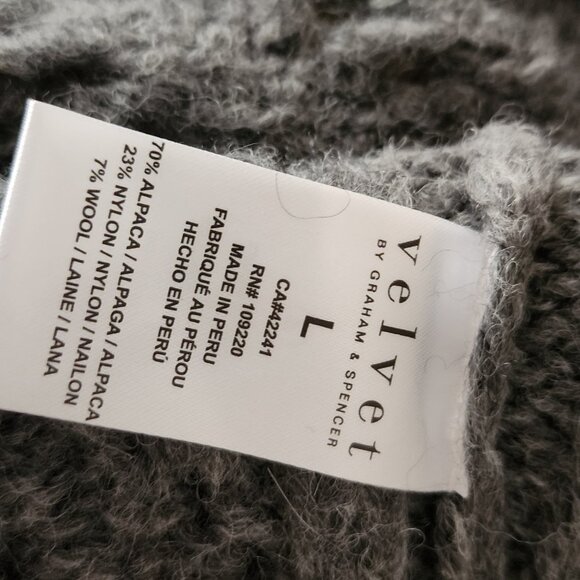 velvet
BY GRAHAM & SPENCER
L
CA#42241
RN# 109220
MADE IN PERU
FABRIQUÉ AU PÉROU
HECHO EN PERÚ
70% ALPACA / ALPAGA / ALPACA
23% NYLON / NYLON / NAILON
7% WOOL / LAINE / LANA